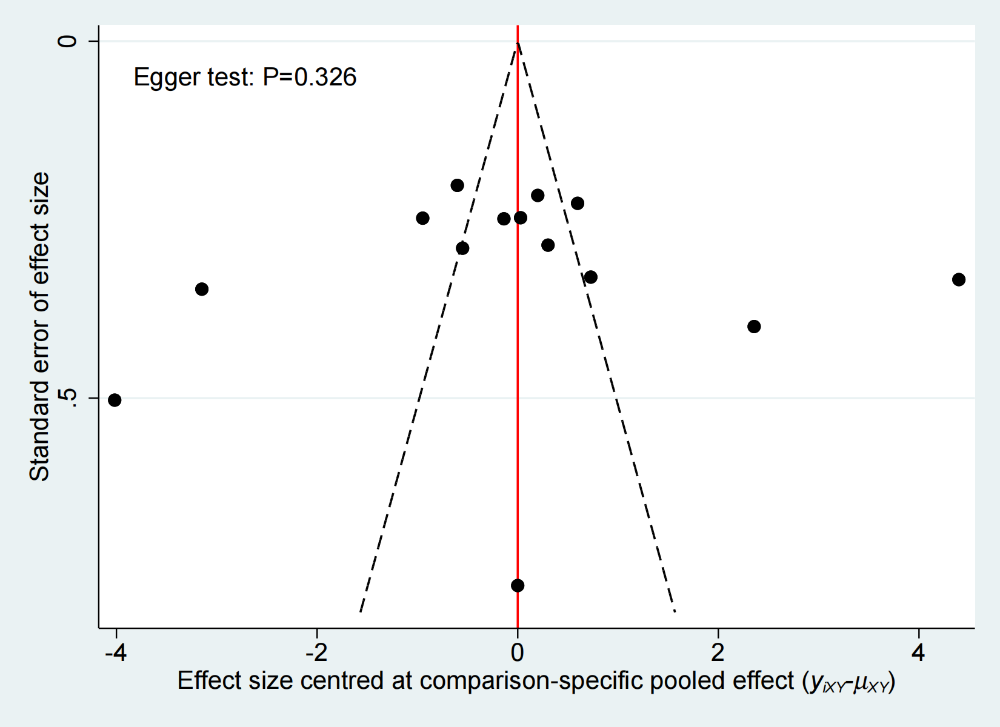 Egger test: P=0.326
Standard error of effect size
0
.5
-4 -2 0 2 4
Effect size centred at comparison-specific pooled effect (yiXY-μXY)